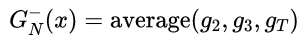 G_N^-(x) = average(g_2, g_3, g_T)